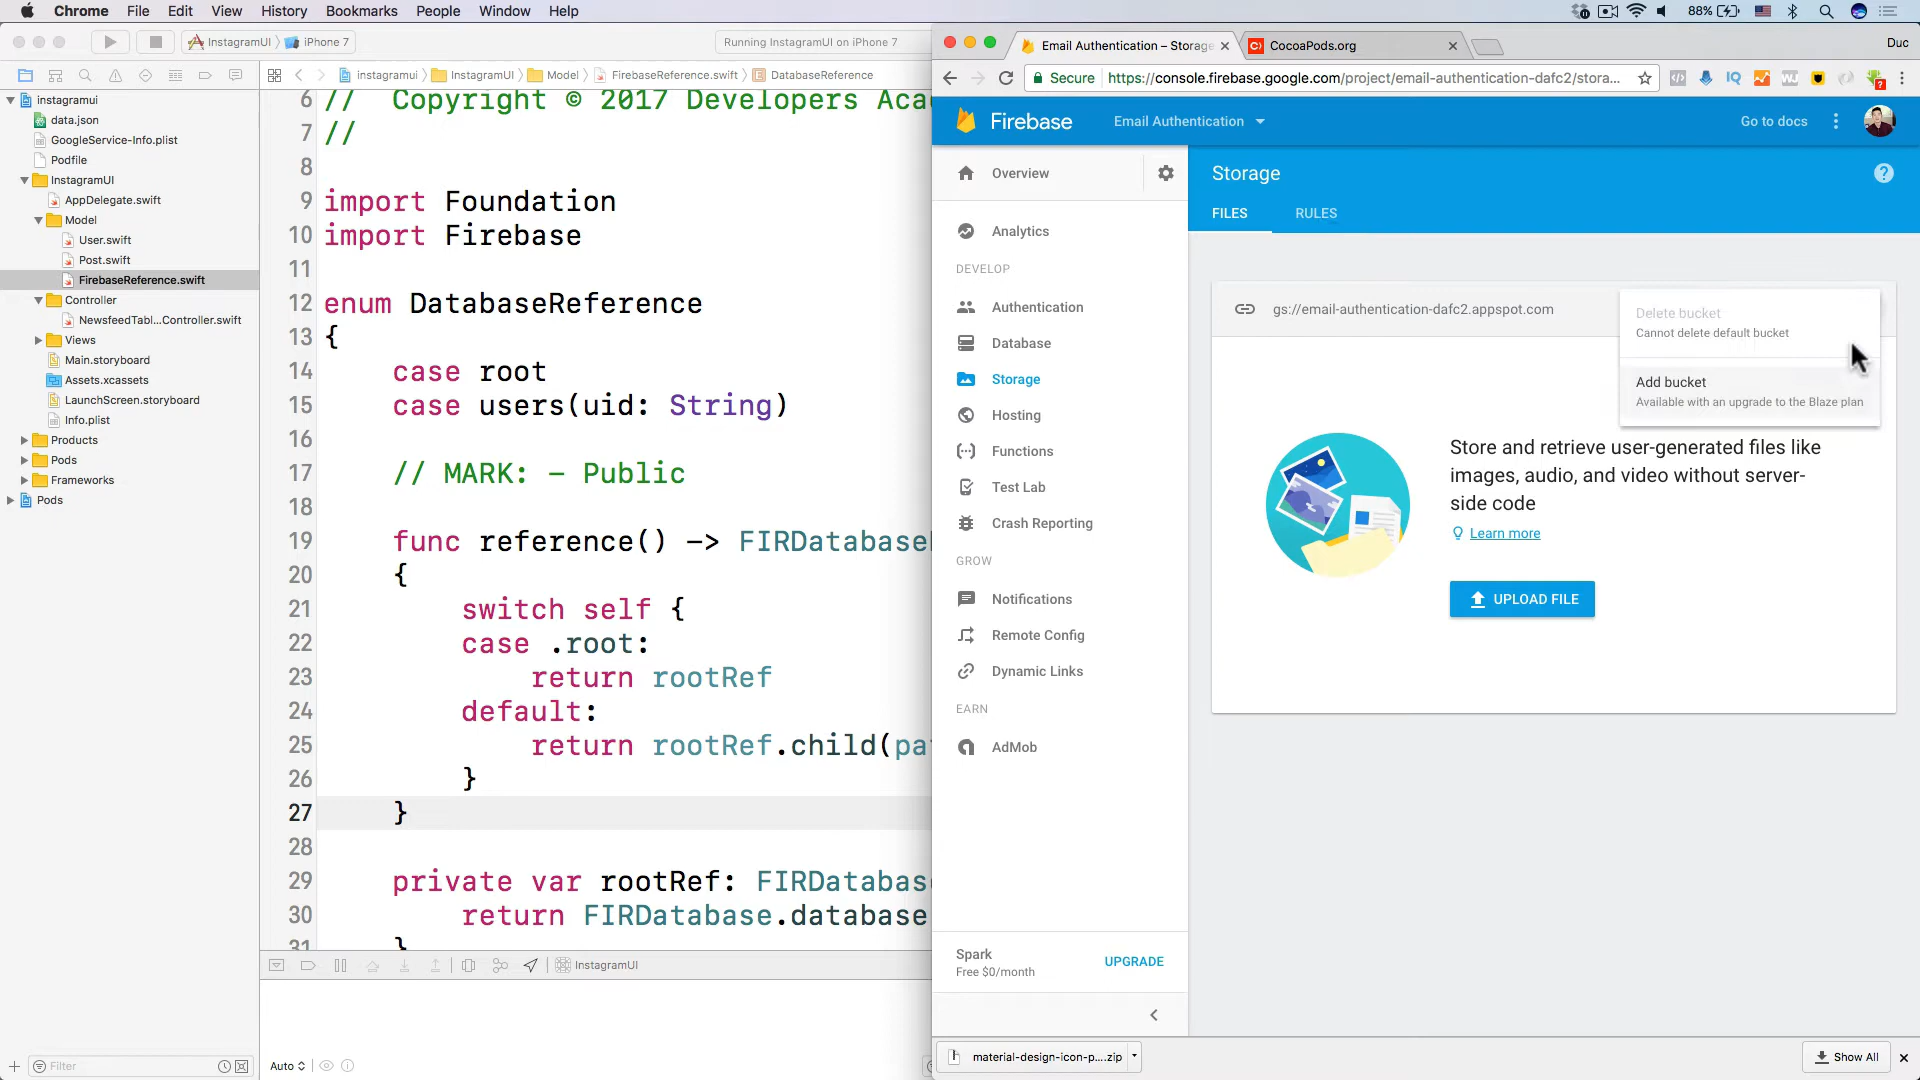 Chrome File Edit View History Bookmarks People Window Help
88%
InstagramUI iPhone 7
Running InstagramUI on iPhone 7
instagramui InstagramUI Model FirebaseReference.swift DatabaseReference
instagramui
data.json
GoogleService-Info.plist
Podfile
InstagramUI
AppDelegate.swift
Model
User.swift
Post.swift
FirebaseReference.swift
Controller
NewsfeedTabl...Controller.swift
Views
Main.storyboard
Assets.xcassets
LaunchScreen.storyboard
Info.plist
Products
Pods
Frameworks
Pods
Filter
6 // Copyright © 2017 Developers Aca
7 //
8
9 import Foundation
10 import Firebase
11
12 enum DatabaseReference
13 {
14 case root
15 case users(uid: String)
16
17 // MARK: - Public
18
19 func reference() -> FIRDatabase
20 {
21 switch self {
22 case .root:
23 return rootRef
24 default:
25 return rootRef.child(pa
26 }
27 }
28
29 private var rootRef: FIRDatabas
30 return FIRDatabase.database
31 }
InstagramUI
Auto
Email Authentication – Storage
CocoaPods.org
Duc
Secure https://console.firebase.google.com/project/email-authentication-dafc2/stora...
Firebase Email Authentication Go to docs
Overview
Analytics
DEVELOP
Authentication
Database
Storage
Hosting
Functions
Test Lab
Crash Reporting
GROW
Notifications
Remote Config
Dynamic Links
EARN
AdMob
Spark
Free $0/month
UPGRADE
Storage
FILES RULES
gs://email-authentication-dafc2.appspot.com
Delete bucket
Cannot delete default bucket
Add bucket
Available with an upgrade to the Blaze plan
Store and retrieve user-generated files like
images, audio, and video without server-
side code
Learn more
UPLOAD FILE
material-design-icon-p....zip
Show All